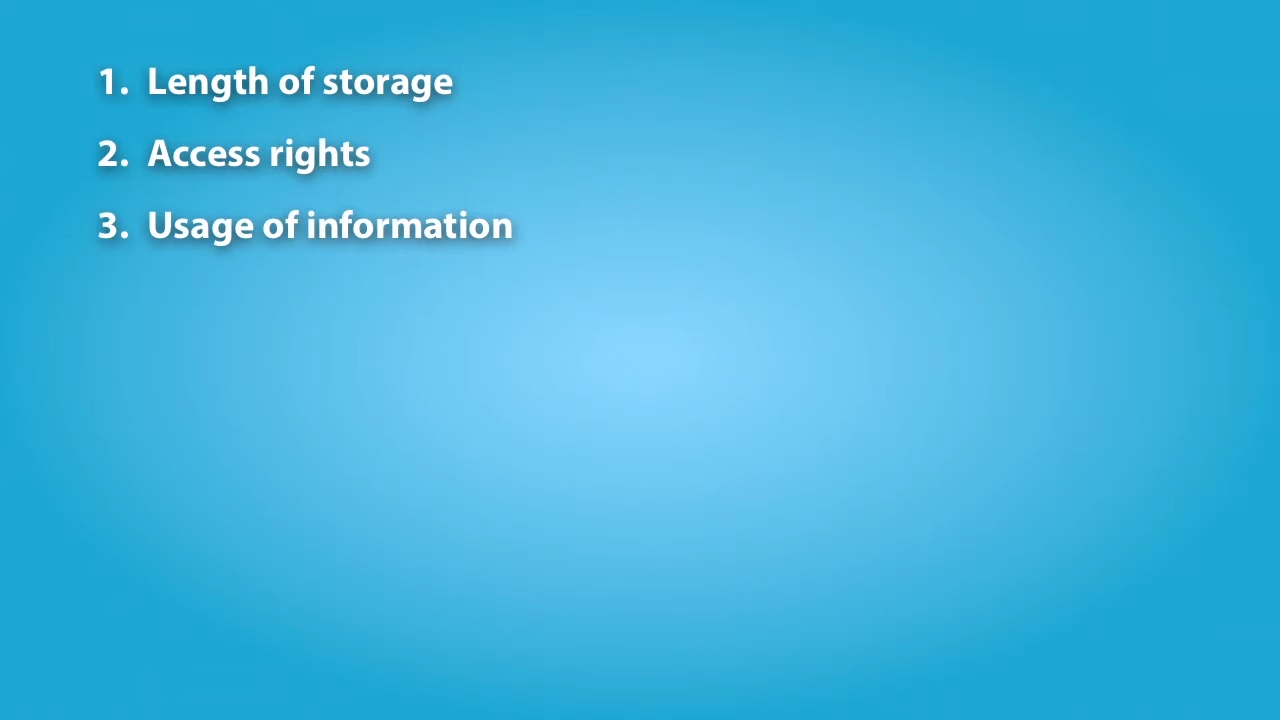 1. Length of storage
2. Access rights
3. Usage of information